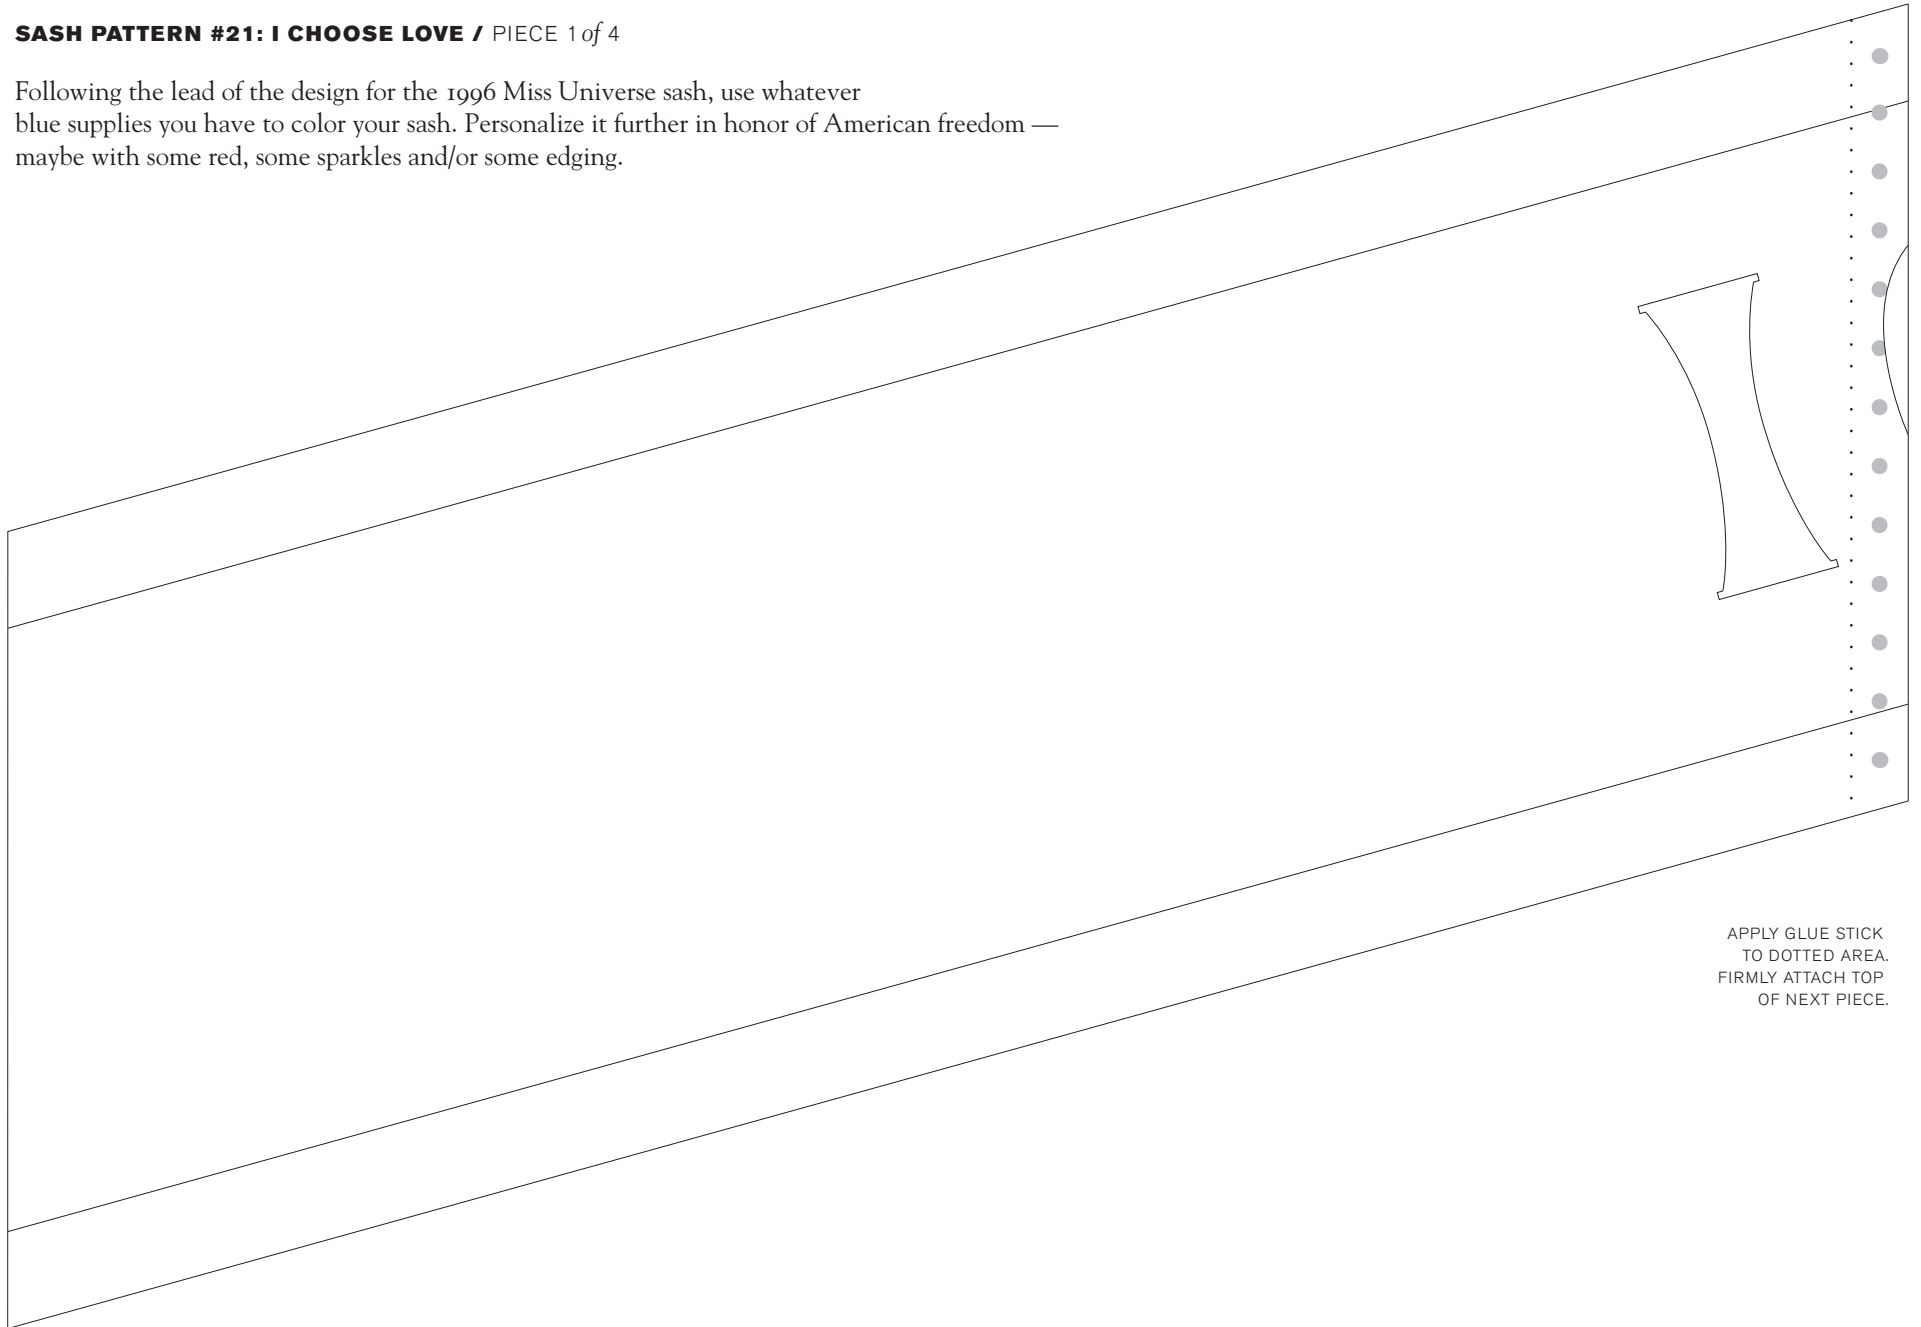 SASH PATTERN #21: I CHOOSE LOVE / PIECE 1 of 4
Following the lead of the design for the 1996 Miss Universe sash, use whatever
blue supplies you have to color your sash. Personalize it further in honor of American freedom —
maybe with some red, some sparkles and/or some edging.
I
APPLY GLUE STICK
TO DOTTED AREA.
FIRMLY ATTACH TOP
OF NEXT PIECE.